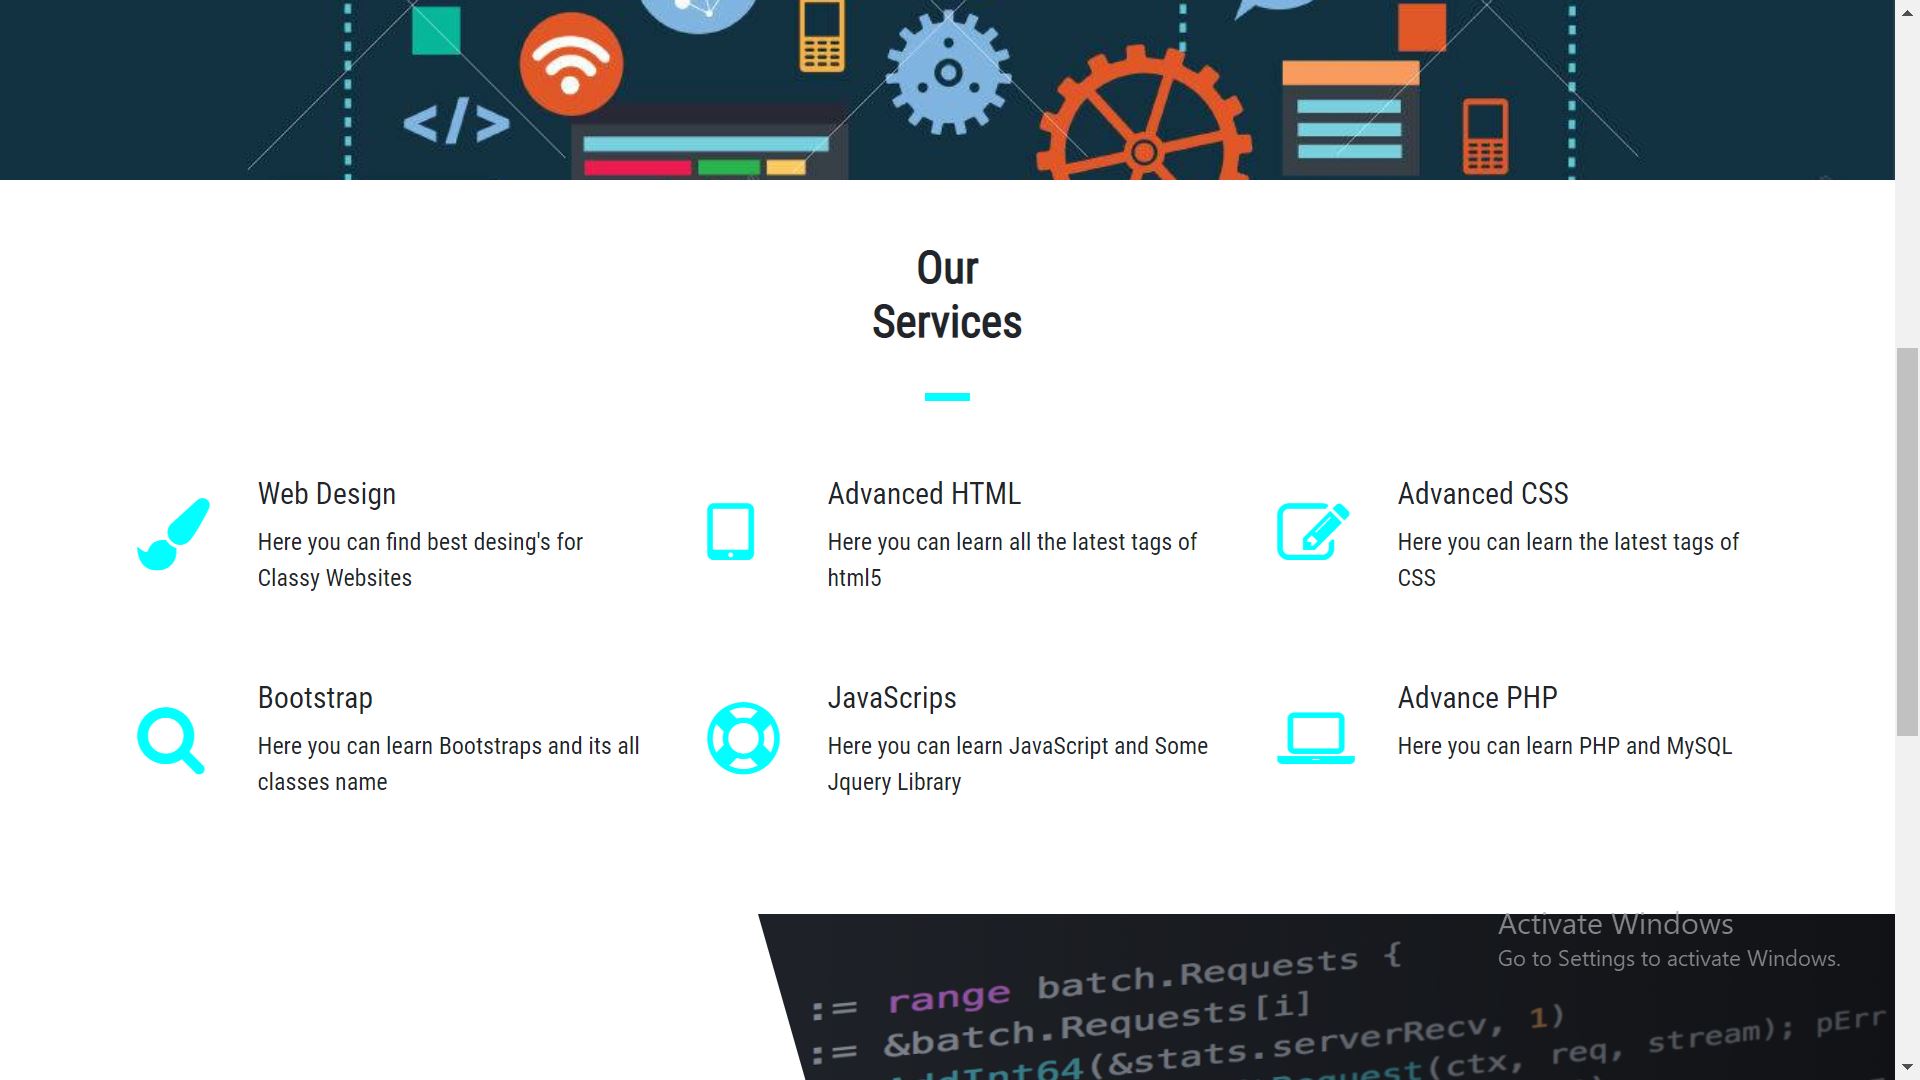 </>
Our
Services
Web Design
Here you can find best desing's for
Classy Websites
Advanced HTML
Here you can learn all the latest tags of
html5
Advanced CSS
Here you can learn the latest tags of
CSS
Bootstrap
Here you can learn Bootstraps and its all
classes name
JavaScrips
Here you can learn JavaScript and Some
Jquery Library
Advance PHP
Here you can learn PHP and MySQL
Activate Windows
Go to Settings to activate Windows.
:= range batch.Requests {
:= &batch.Requests[i]
(&stats.serverRecv, 1)
(ctx, req, stream); pErr